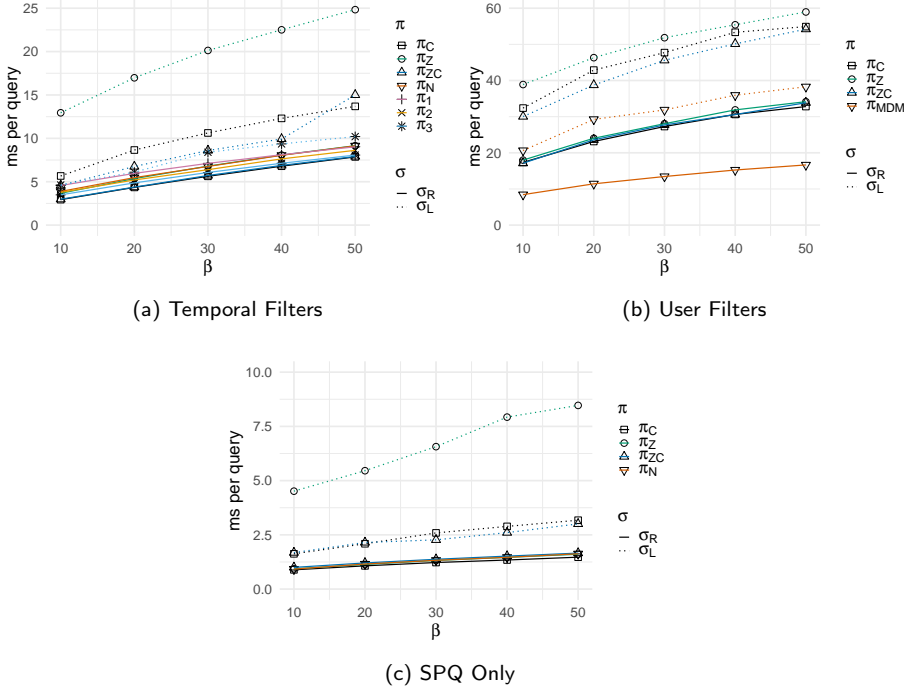 25
20
15
10
5
0
ms per query
10 20 30 40 50
β
π
π_C
π_Z
π_ZC
π_N
π_1
π_2
π_3
σ
σ_R
σ_L
(a) Temporal Filters
60
40
20
0
ms per query
10 20 30 40 50
β
π
π_C
π_Z
π_ZC
π_MDM
σ
σ_R
σ_L
(b) User Filters
10.0
7.5
5.0
2.5
0.0
ms per query
10 20 30 40 50
β
π
π_C
π_Z
π_ZC
π_N
σ
σ_R
σ_L
(c) SPQ Only